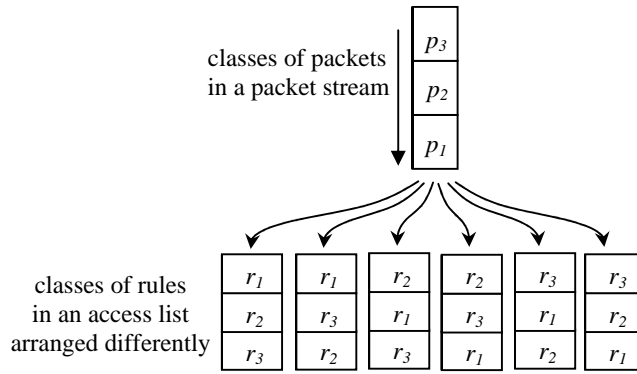 p3
classes of packets
in a packet stream
p2
p1
r1 r1 r2 r2 r3 r3
classes of rules
in an access list
arranged differently
r2 r3 r1 r3 r1 r2
r3 r2 r3 r1 r2 r1